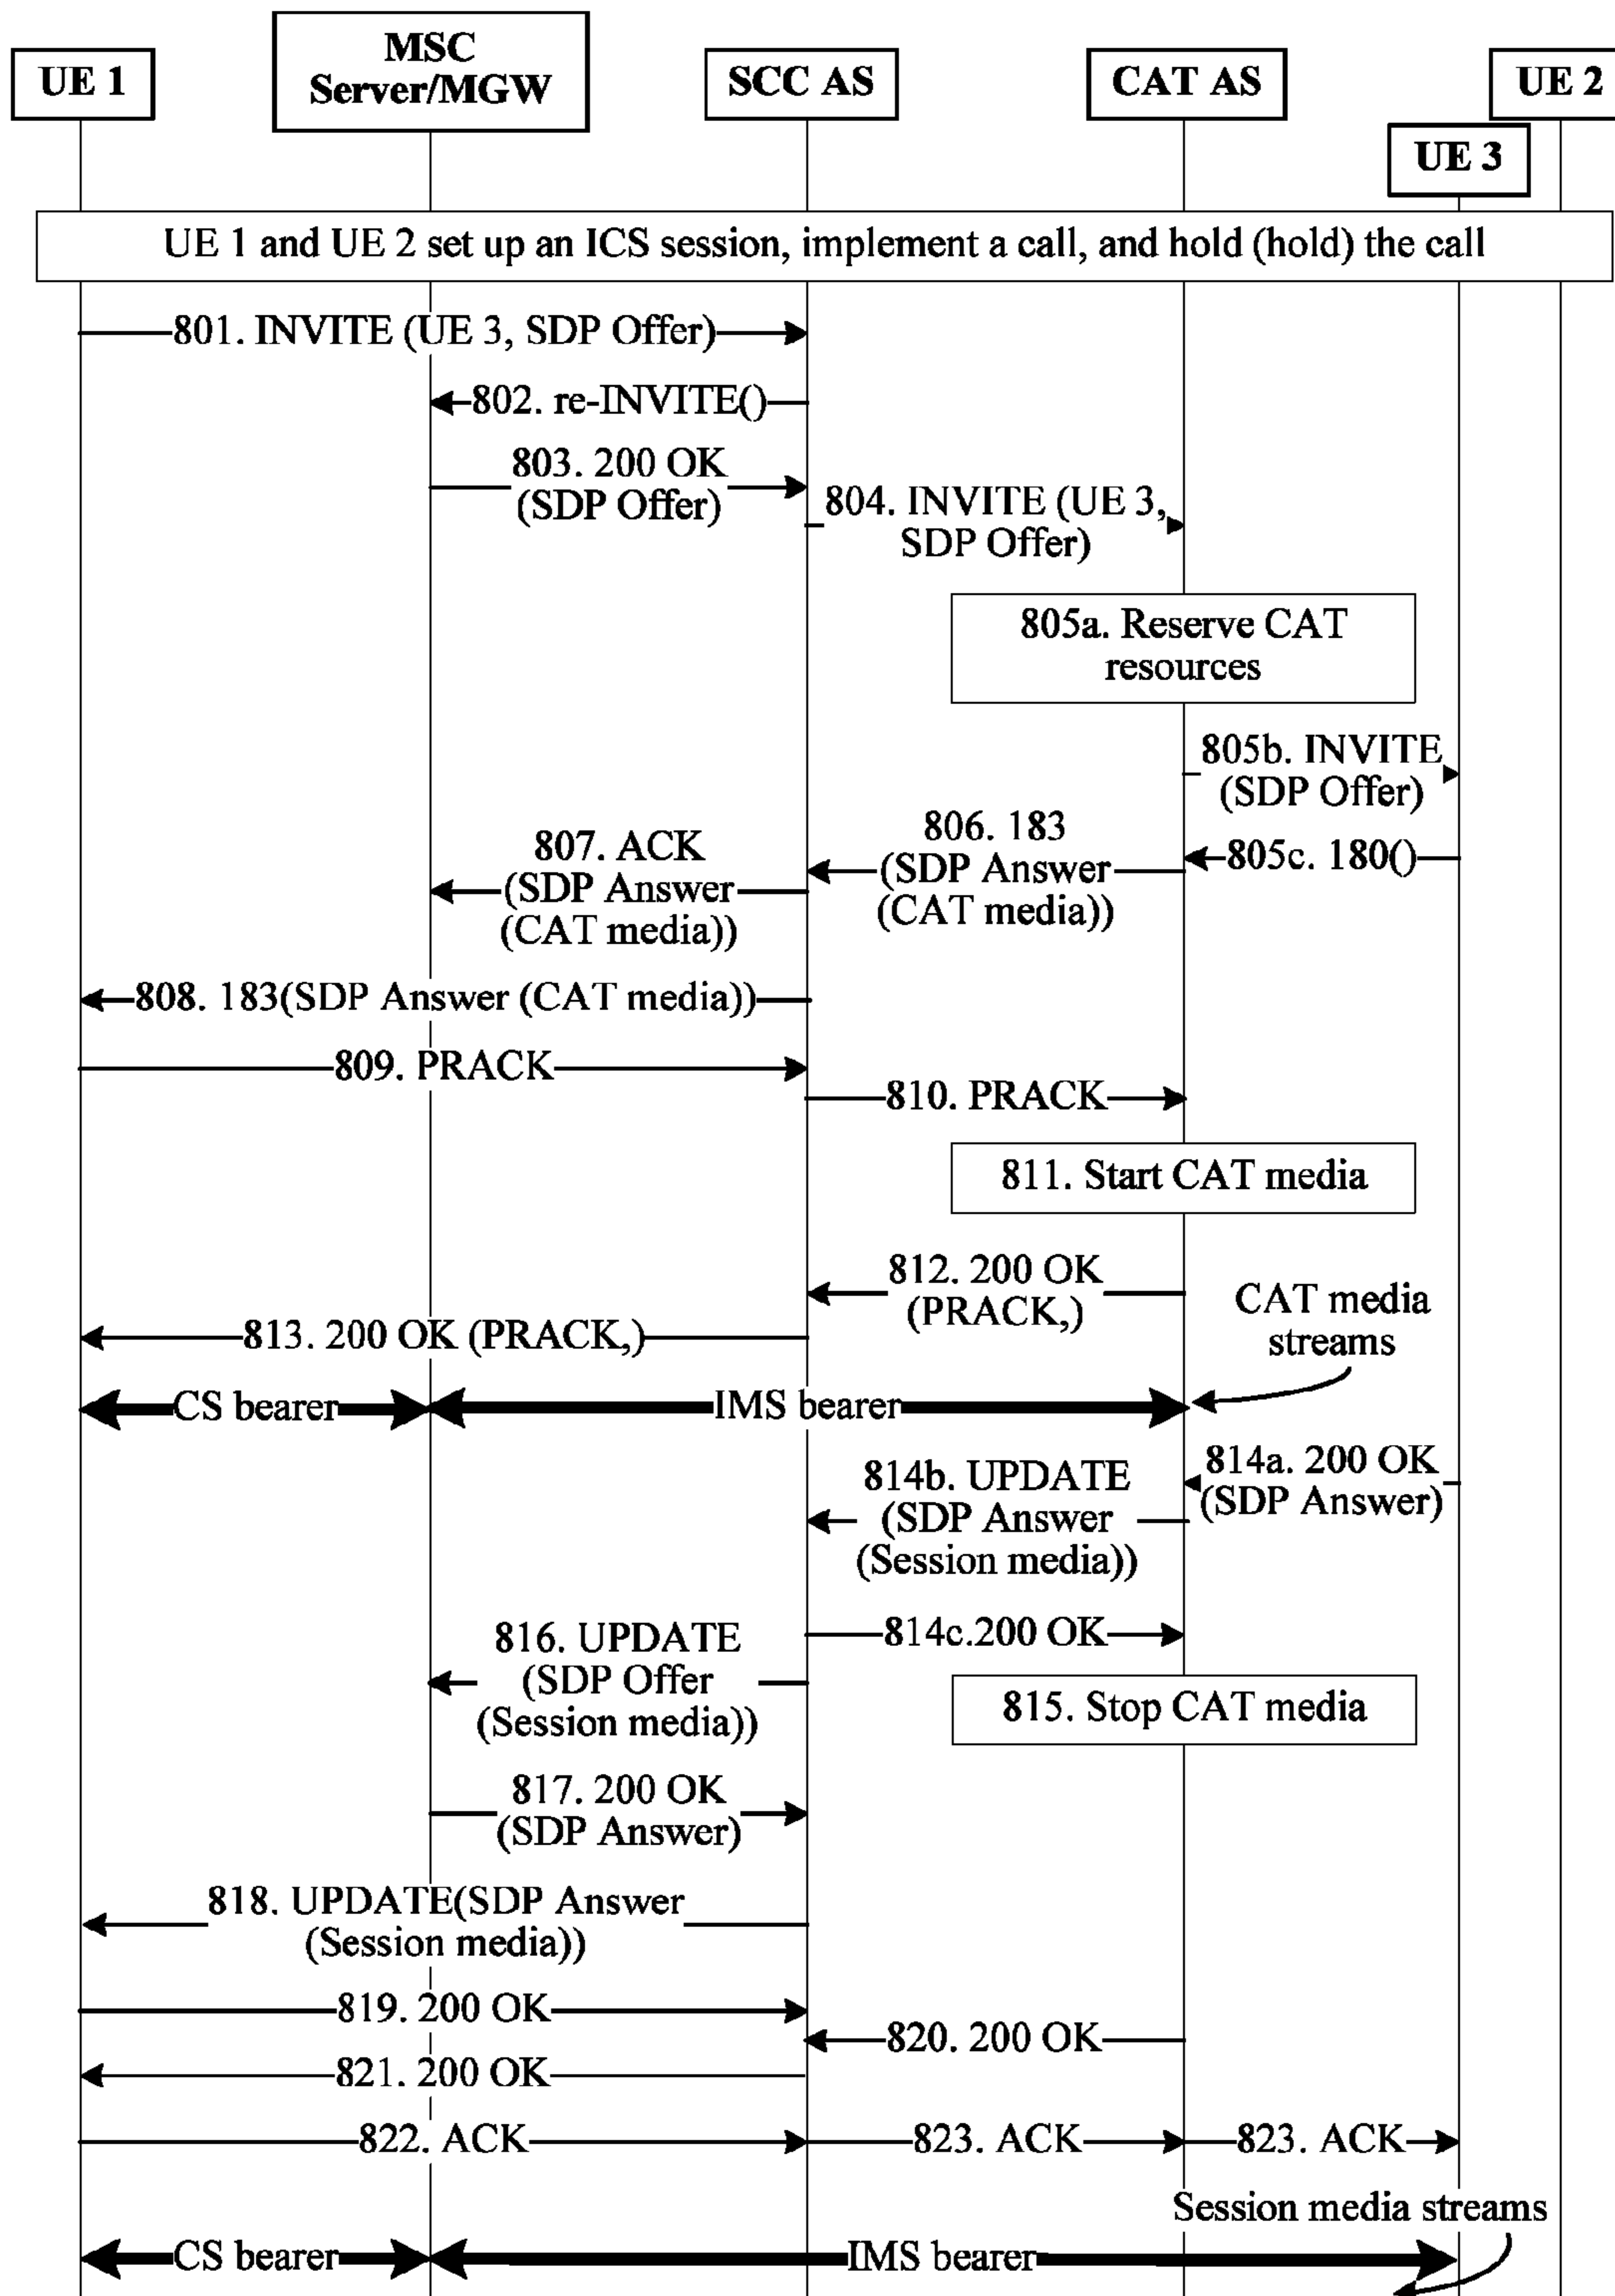 UE 1
MSC
Server/MGW
SCC AS
CAT AS
UE 2
UE 3
UE 1 and UE 2 set up an ICS session, implement a call, and hold (hold) the call
801. INVITE (UE 3, SDP Offer)
802. re-INVITE()
803. 200 OK
(SDP Offer)
804. INVITE (UE 3,
SDP Offer)
805a. Reserve CAT
resources
805b. INVITE
(SDP Offer)
805c. 180()
806. 183
(SDP Answer
(CAT media))
807. ACK
(SDP Answer
(CAT media))
808. 183(SDP Answer (CAT media))
809. PRACK
810. PRACK
811. Start CAT media
812. 200 OK
(PRACK,)
813. 200 OK (PRACK,)
CAT media
streams
CS bearer
IMS bearer
814a. 200 OK
(SDP Answer)
814b. UPDATE
(SDP Answer
(Session media))
814c.200 OK
815. Stop CAT media
816. UPDATE
(SDP Offer
(Session media))
817. 200 OK
(SDP Answer)
818. UPDATE(SDP Answer
(Session media))
819. 200 OK
820. 200 OK
821. 200 OK
822. ACK
823. ACK
823. ACK
Session media streams
CS bearer
IMS bearer